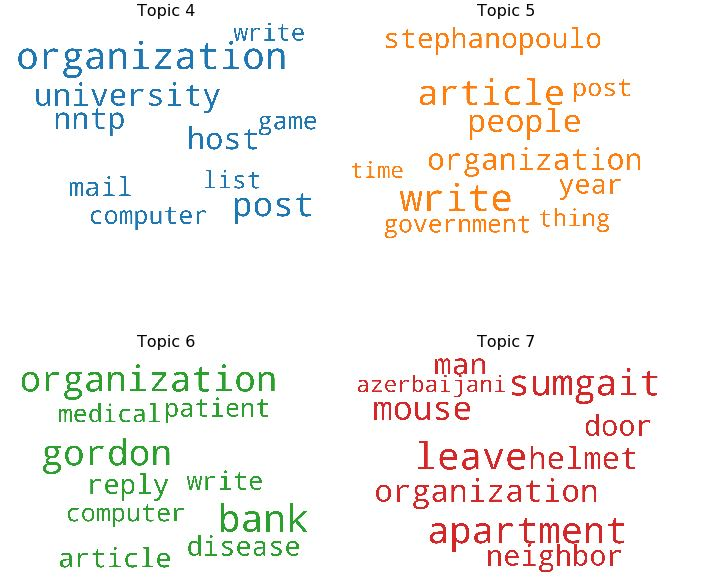 Topic 4
write
organization
university
nntp
game
host
list
mail
post
computer
Topic 5
stephanopoulo
article post
people
organization
time
year
write
government thing
Topic 6
organization
medical patient
gordon
reply write
computer
bank
disease
article
Topic 7
man
azerbaijani sumgait
mouse
door
leave helmet
organization
apartment
neighbor